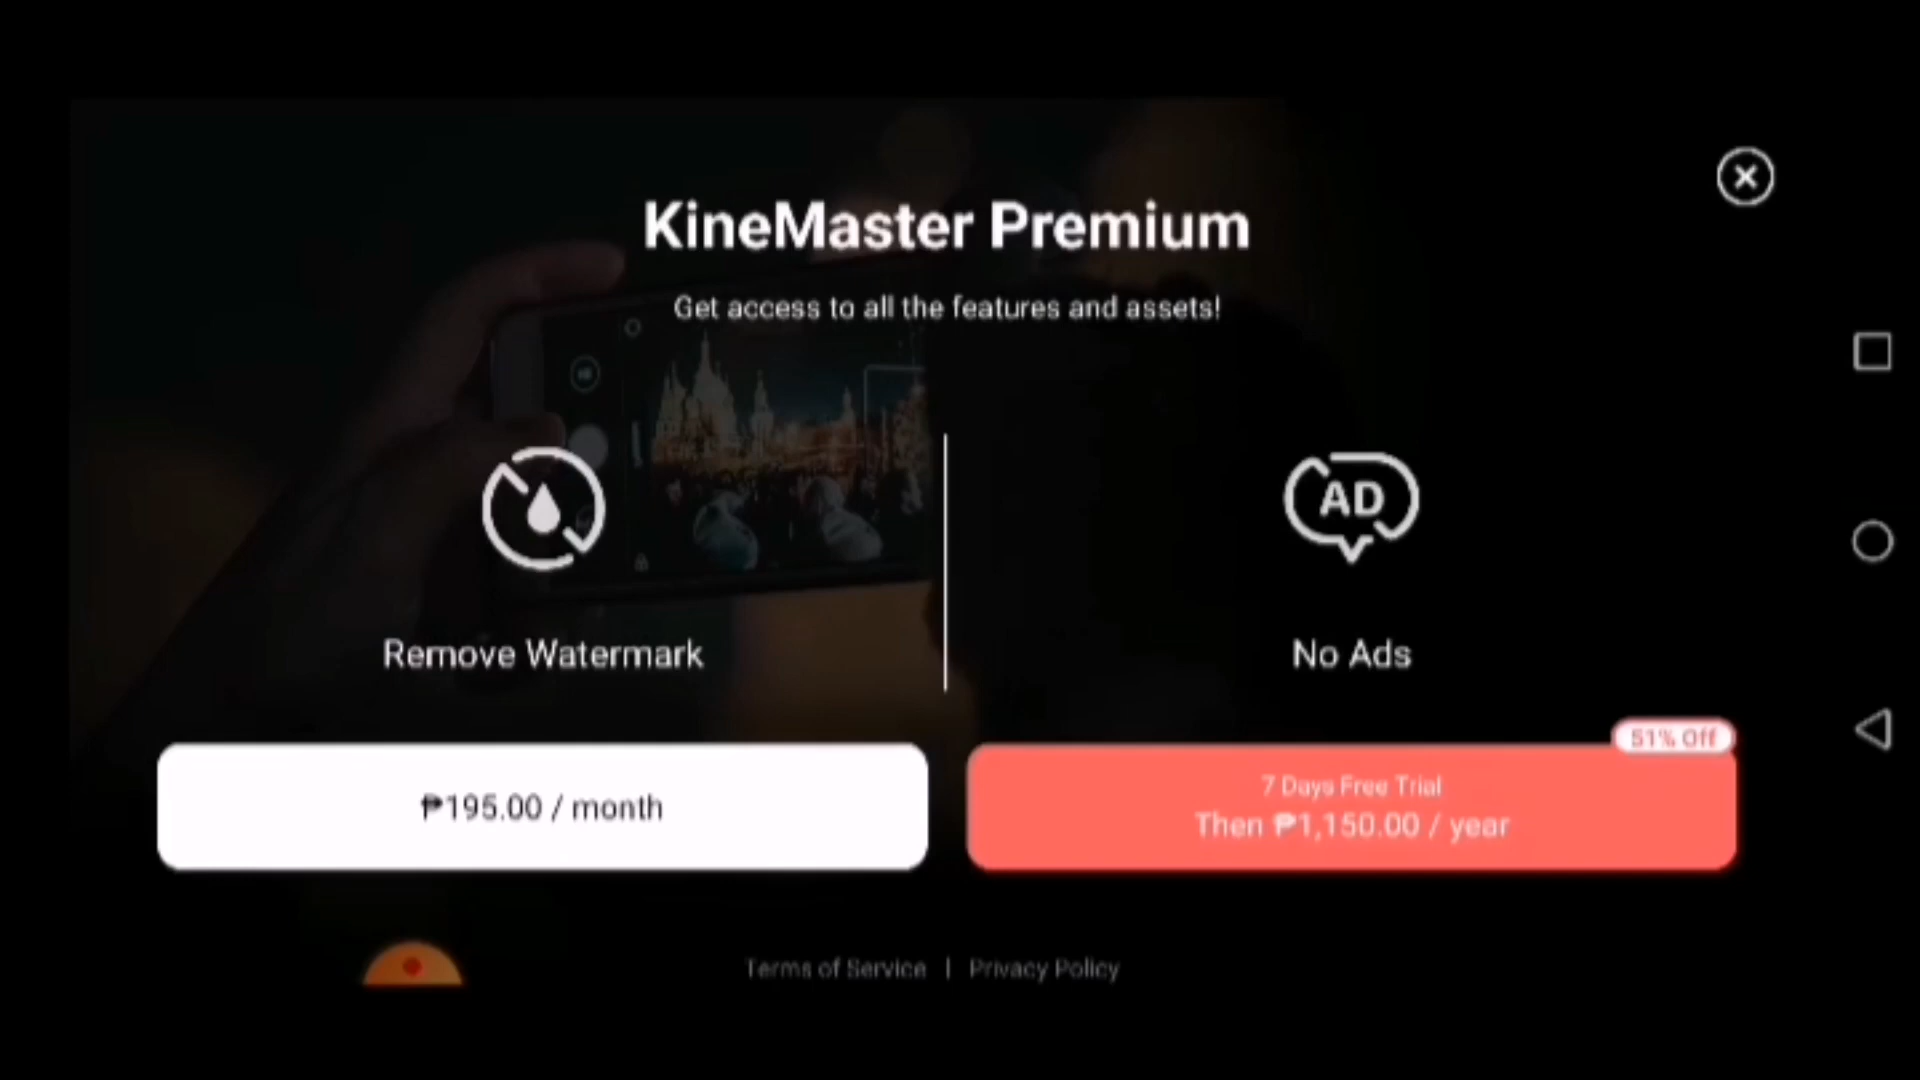 KineMaster Premium
Get access to all the features and assets!
AD
Remove Watermark
No Ads
₱195.00 / month
51% Off
7 Days Free Trial
Then ₱1,150.00 / year
Terms of Service | Privacy Policy